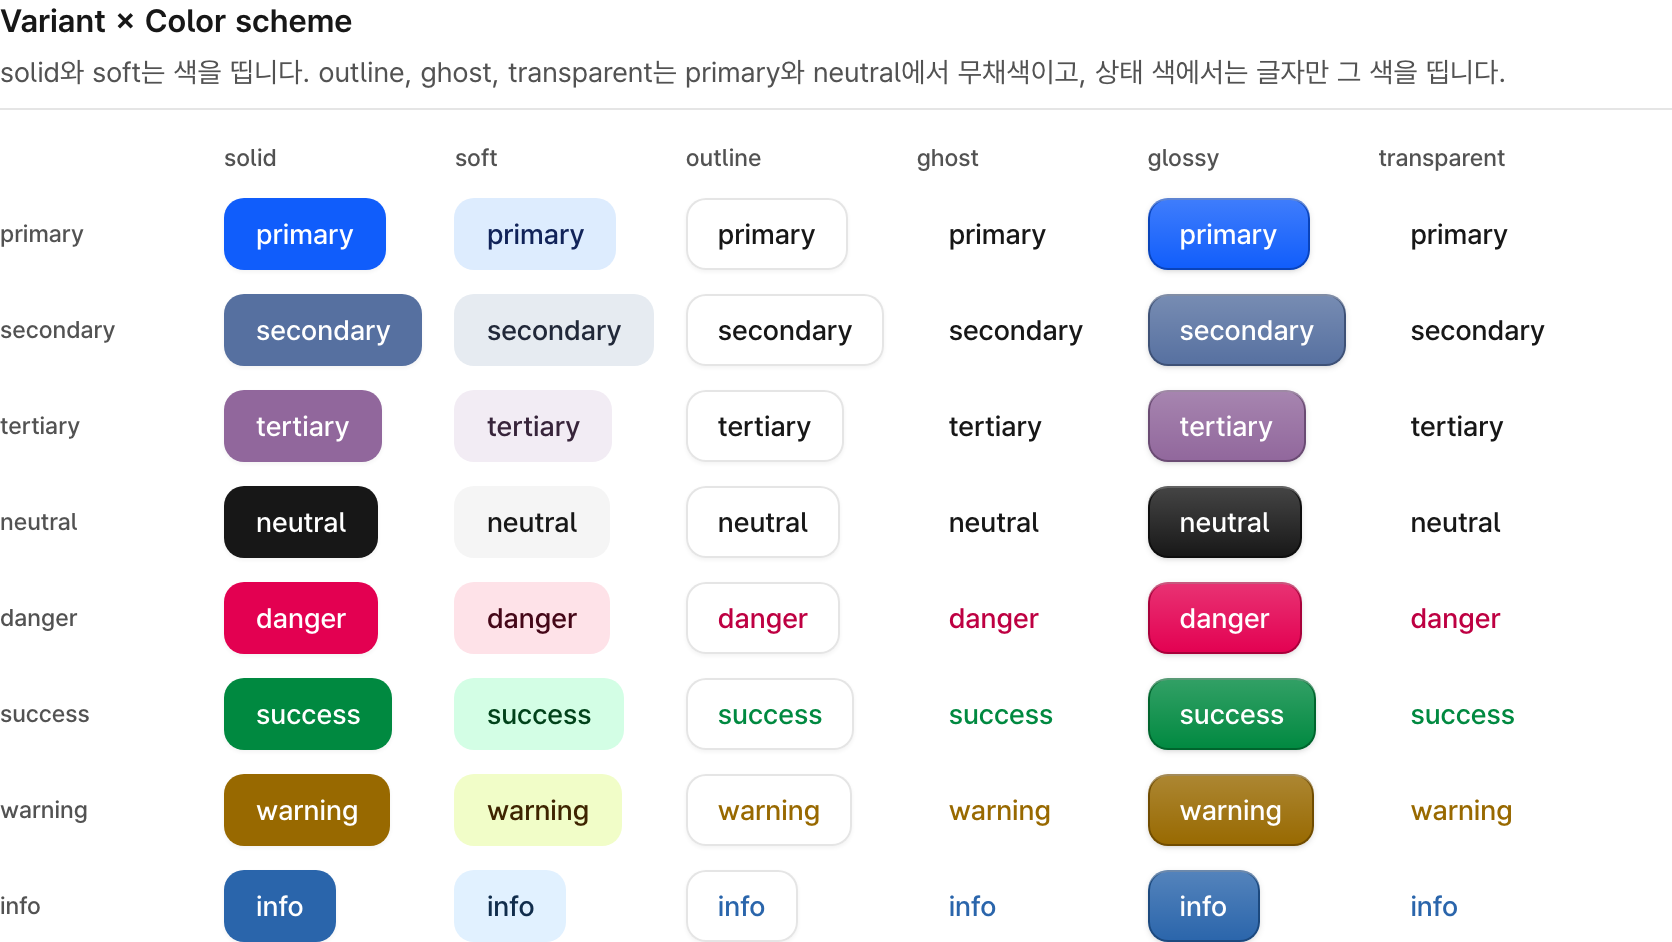 Variant × Color scheme
solid와 soft는 색을 띱니다. outline, ghost, transparent는 primary와 neutral에서 무채색이고, 상태 색에서는 글자만 그 색을 띱니다.
solid soft outline ghost glossy transparent
primary primary primary primary primary primary primary
secondary secondary secondary secondary secondary secondary secondary
tertiary tertiary tertiary tertiary tertiary tertiary tertiary
neutral neutral neutral neutral neutral neutral neutral
danger danger danger danger danger danger danger
success success success success success success success
warning warning warning warning warning warning warning
info info info info info info info